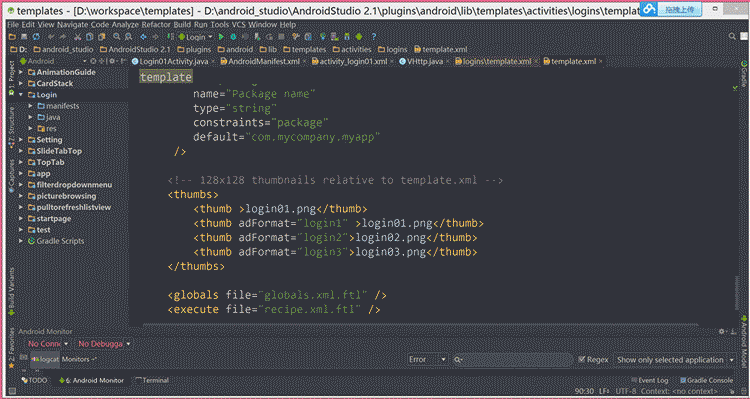 templates - [D:\workspace\templates] - D:\android_studio\AndroidStudio 2.1\plugins\android\lib\templates\activities\logins\templat
拖拽上传
File Edit View Navigate Code Analyze Refactor Build Run Tools VCS Window Help
Login
D: android_studio AndroidStudio 2.1 plugins android lib templates activities logins template.xml
Android
Login01Activity.java AndroidManifest.xml activity_login01.xml VHttp.java logins\template.xml template.xml
1: Project
Z: Structure
Captures
Build Variants
2: Favorites
AnimationGuide
CardStack
Login
manifests
java
res
Setting
SlideTabTop
TopTab
app
filterdropdownmenu
picturebrowsing
pulltorefreshlistview
startpage
test
Gradle Scripts
template
name="Package name"
type="string"
constraints="package"
default="com.mycompany.myapp"
/>
<!-- 128x128 thumbnails relative to template.xml -->
<thumbs>
<thumb >login01.png</thumb>
<thumb adFormat="login1" >login01.png</thumb>
<thumb adFormat="login2">login02.png</thumb>
<thumb adFormat="login3">login03.png</thumb>
</thumbs>
<globals file="globals.xml.ftl" />
<execute file="recipe.xml.ftl" />
Gradle
Android Model
Android Monitor
No Conne No Debugga
logcat Monitors
Error
Regex
Show only selected application
TODO 6: Android Monitor Terminal
Event Log Gradle Console
90:30 LF UTF-8 Context: <no context>